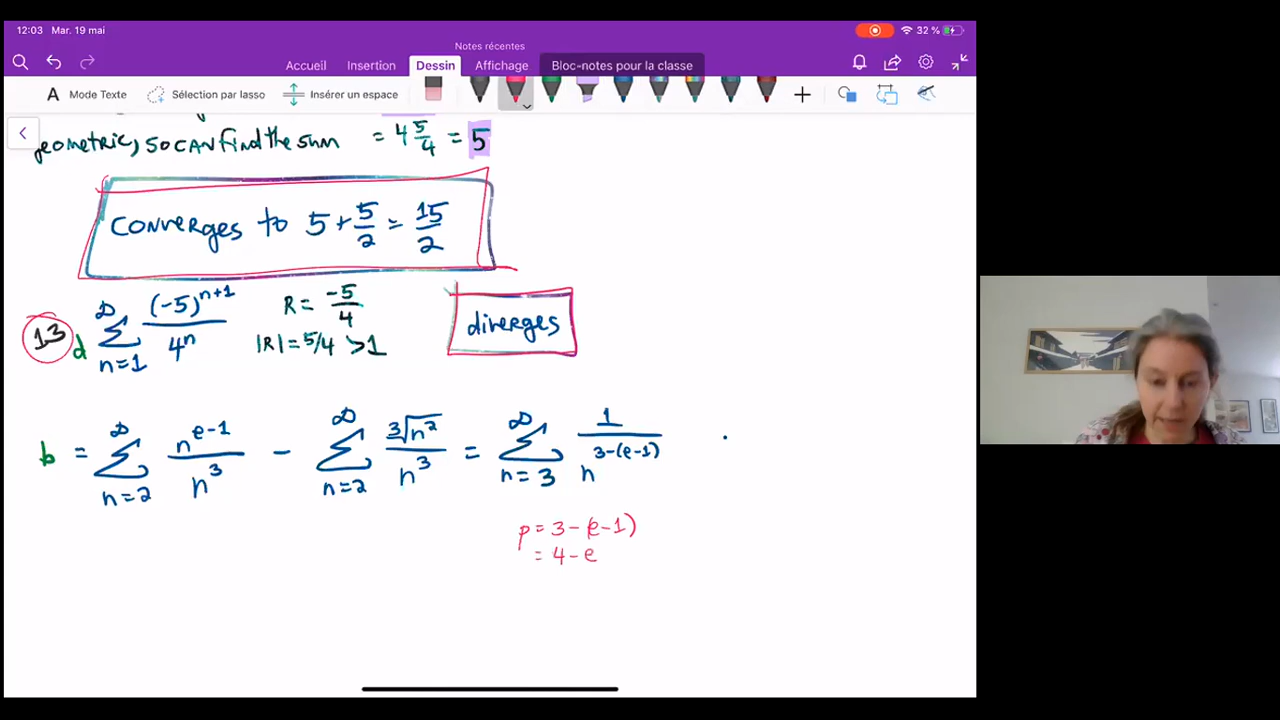 12:03 Mar. 19 mai
32 %
Notes récentes
Accueil Insertion Dessin Affichage Bloc-notes pour la classe
A Mode Texte Sélection par lasso Insérer un espace
geometric, so can find the sum = 4 5/4 = 5
Converges to 5 + 5/2 = 15/2
13 d ∑_{n=1}^{∞} (-5)^{n+1}/4^n R = -5/4 diverges
|R| = 5/4 > 1
b = ∑_{n=2}^{∞} n^{e-1}/n^3 - ∑_{n=2}^{∞} ∛(n^2)/n^3 = ∑_{n=3}^{∞} 1/n^{3-(e-1)}
p = 3-(e-1)
= 4-e